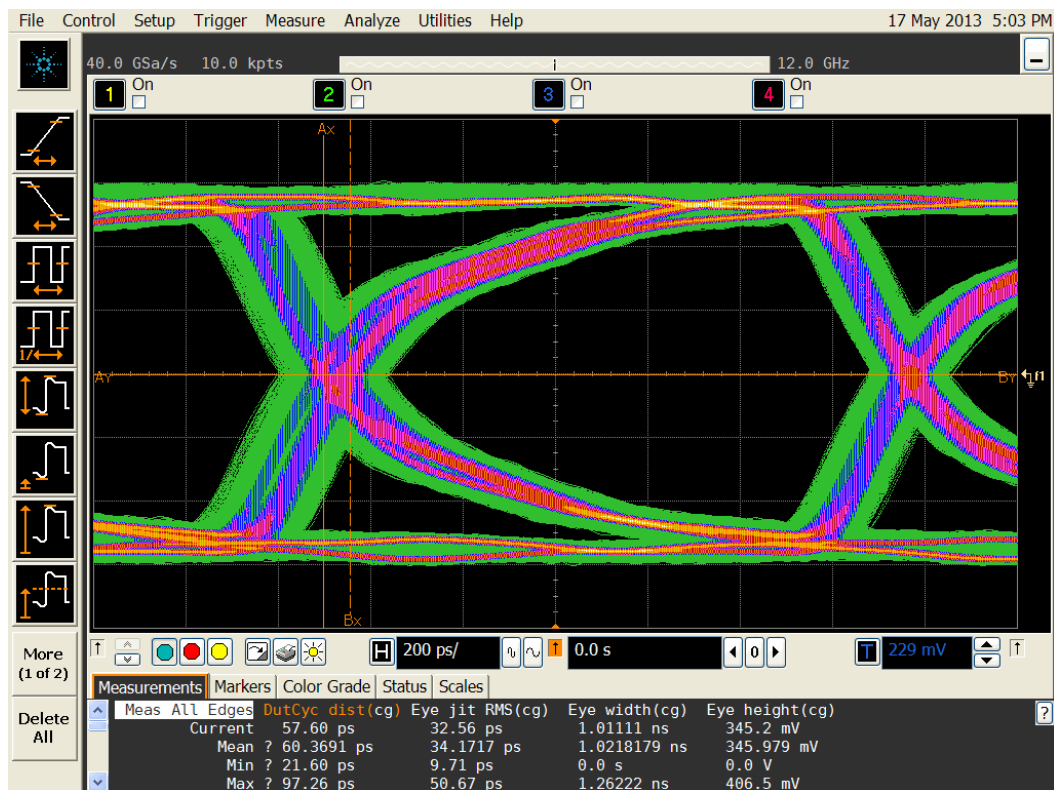 File Control Setup Trigger Measure Analyze Utilities Help 17 May 2013 5:03 PM
40.0 GSa/s 10.0 kpts 12.0 GHz
1 On 2 On 3 On 4 On
Ax
AY BY f1
Bx
1/
More
(1 of 2)
Delete
All
H 200 ps/ 0.0 s 0 T 229 mV
Measurements Markers Color Grade Status Scales
Meas All Edges DutCyc dist(cg) Eye jit RMS(cg) Eye width(cg) Eye height(cg) ?
Current 57.60 ps 32.56 ps 1.01111 ns 345.2 mV
Mean ? 60.3691 ps 34.1717 ps 1.0218179 ns 345.979 mV
Min ? 21.60 ps 9.71 ps 0.0 s 0.0 V
Max ? 97.26 ps 50.67 ps 1.26222 ns 406.5 mV